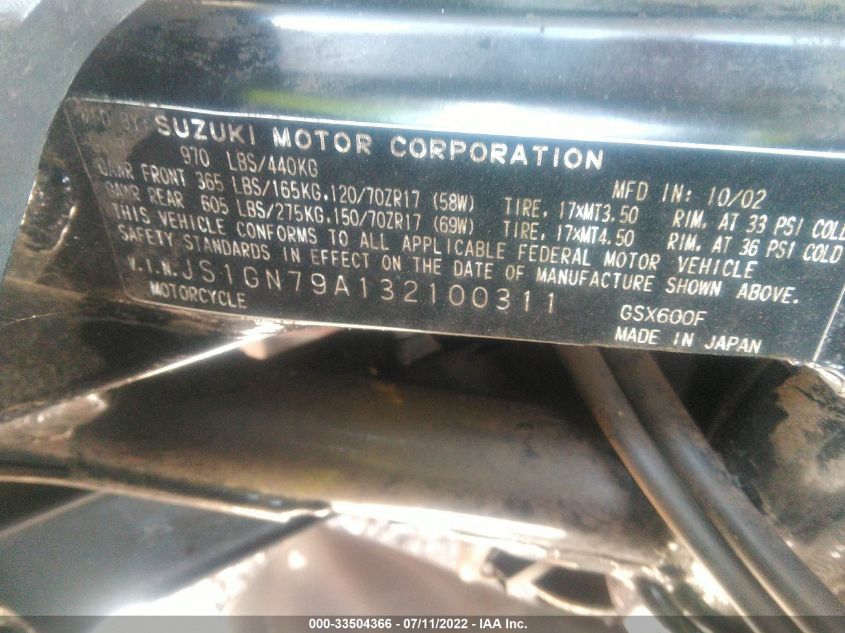 MFD BY SUZUKI MOTOR CORPORATION
970 LBS/440KG MFD IN: 10/02
GAWR FRONT 365 LBS/165KG.120/70ZR17 (58W) TIRE, 17xMT3.50 RIM. AT 33 PSI COLD
GAWR REAR 605 LBS/275KG.150/70ZR17 (69W) TIRE, 17xMT4.50 RIM. AT 36 PSI COLD
THIS VEHICLE CONFORMS TO ALL APPLICABLE FEDERAL MOTOR VEHICLE
SAFETY STANDARDS IN EFFECT ON THE DATE OF MANUFACTURE SHOWN ABOVE.
V.I.N. JS1GN79A132100311 GSX600F
MOTORCYCLE MADE IN JAPAN
000-33504366 - 07/11/2022 - IAA Inc.